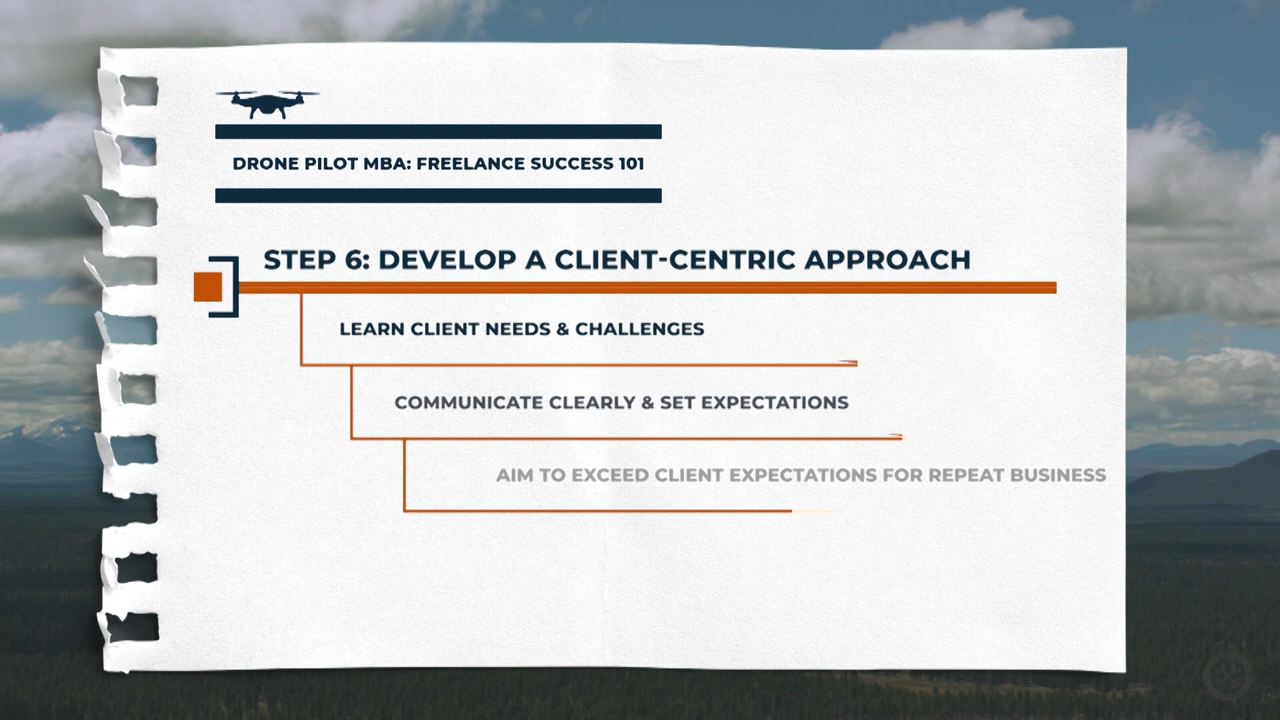 DRONE PILOT MBA: FREELANCE SUCCESS 101
STEP 6: DEVELOP A CLIENT-CENTRIC APPROACH
LEARN CLIENT NEEDS & CHALLENGES
COMMUNICATE CLEARLY & SET EXPECTATIONS
AIM TO EXCEED CLIENT EXPECTATIONS FOR REPEAT BUSINESS